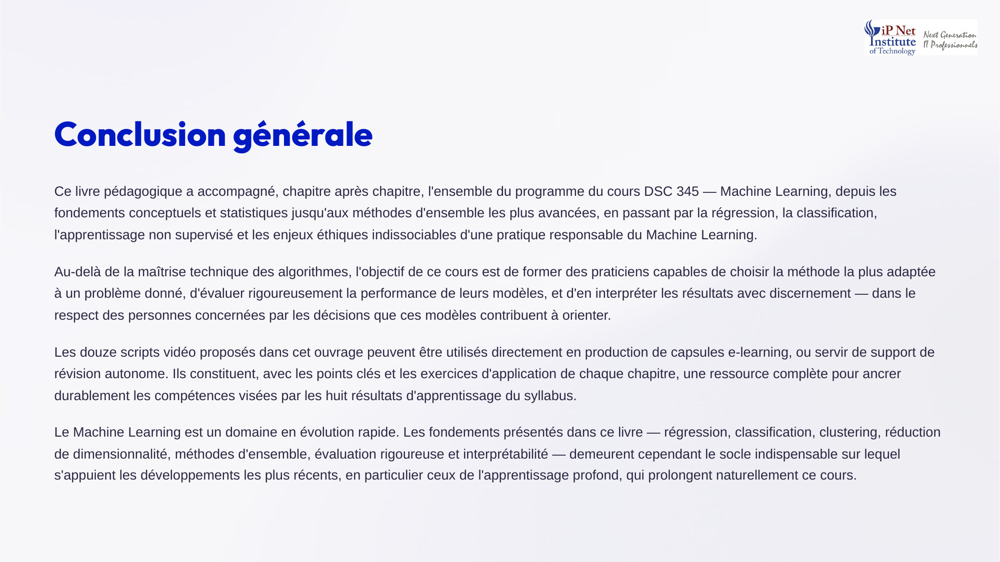 iP Net
Institute
of Technology
Next Generation
IT Professionnels
Conclusion générale
Ce livre pédagogique a accompagné, chapitre après chapitre, l'ensemble du programme du cours DSC 345 — Machine Learning, depuis les
fondements conceptuels et statistiques jusqu'aux méthodes d'ensemble les plus avancées, en passant par la régression, la classification,
l'apprentissage non supervisé et les enjeux éthiques indissociables d'une pratique responsable du Machine Learning.
Au-delà de la maîtrise technique des algorithmes, l'objectif de ce cours est de former des praticiens capables de choisir la méthode la plus adaptée
à un problème donné, d'évaluer rigoureusement la performance de leurs modèles, et d'en interpréter les résultats avec discernement — dans le
respect des personnes concernées par les décisions que ces modèles contribuent à orienter.
Les douze scripts vidéo proposés dans cet ouvrage peuvent être utilisés directement en production de capsules e-learning, ou servir de support de
révision autonome. Ils constituent, avec les points clés et les exercices d'application de chaque chapitre, une ressource complète pour ancrer
durablement les compétences visées par les huit résultats d'apprentissage du syllabus.
Le Machine Learning est un domaine en évolution rapide. Les fondements présentés dans ce livre — régression, classification, clustering, réduction
de dimensionnalité, méthodes d'ensemble, évaluation rigoureuse et interprétabilité — demeurent cependant le socle indispensable sur lequel
s'appuient les développements les plus récents, en particulier ceux de l'apprentissage profond, qui prolongent naturellement ce cours.